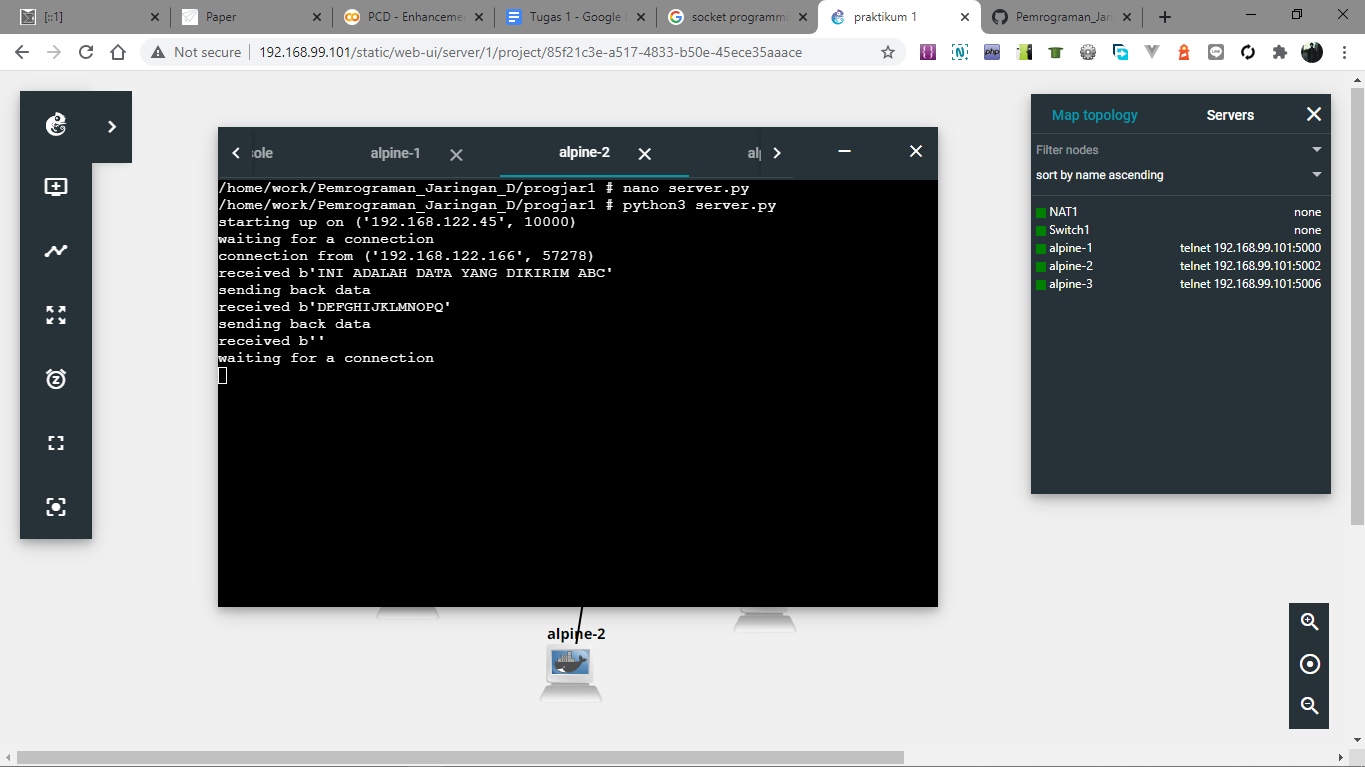 [::1]
Paper
PCD - Enhancemen
Tugas 1 - Google
socket programmi
praktikum 1
Pemrograman_Jari
Not secure
192.168.99.101/static/web-ui/server/1/project/85f21c3e-a517-4833-b50e-45ece35aaace
sole
alpine-1
alpine-2
/home/work/Pemrograman_Jaringan_D/progjar1 # nano server.py
/home/work/Pemrograman_Jaringan_D/progjar1 # python3 server.py
starting up on ('192.168.122.45', 10000)
waiting for a connection
connection from ('192.168.122.166', 57278)
received b'INI ADALAH DATA YANG DIKIRIM ABC'
sending back data
received b'DEFGHIJKLMNOPQ'
sending back data
received b''
waiting for a connection
Map topology
Servers
Filter nodes
sort by name ascending
NAT1 none
Switch1 none
alpine-1 telnet 192.168.99.101:5000
alpine-2 telnet 192.168.99.101:5002
alpine-3 telnet 192.168.99.101:5006
alpine-2